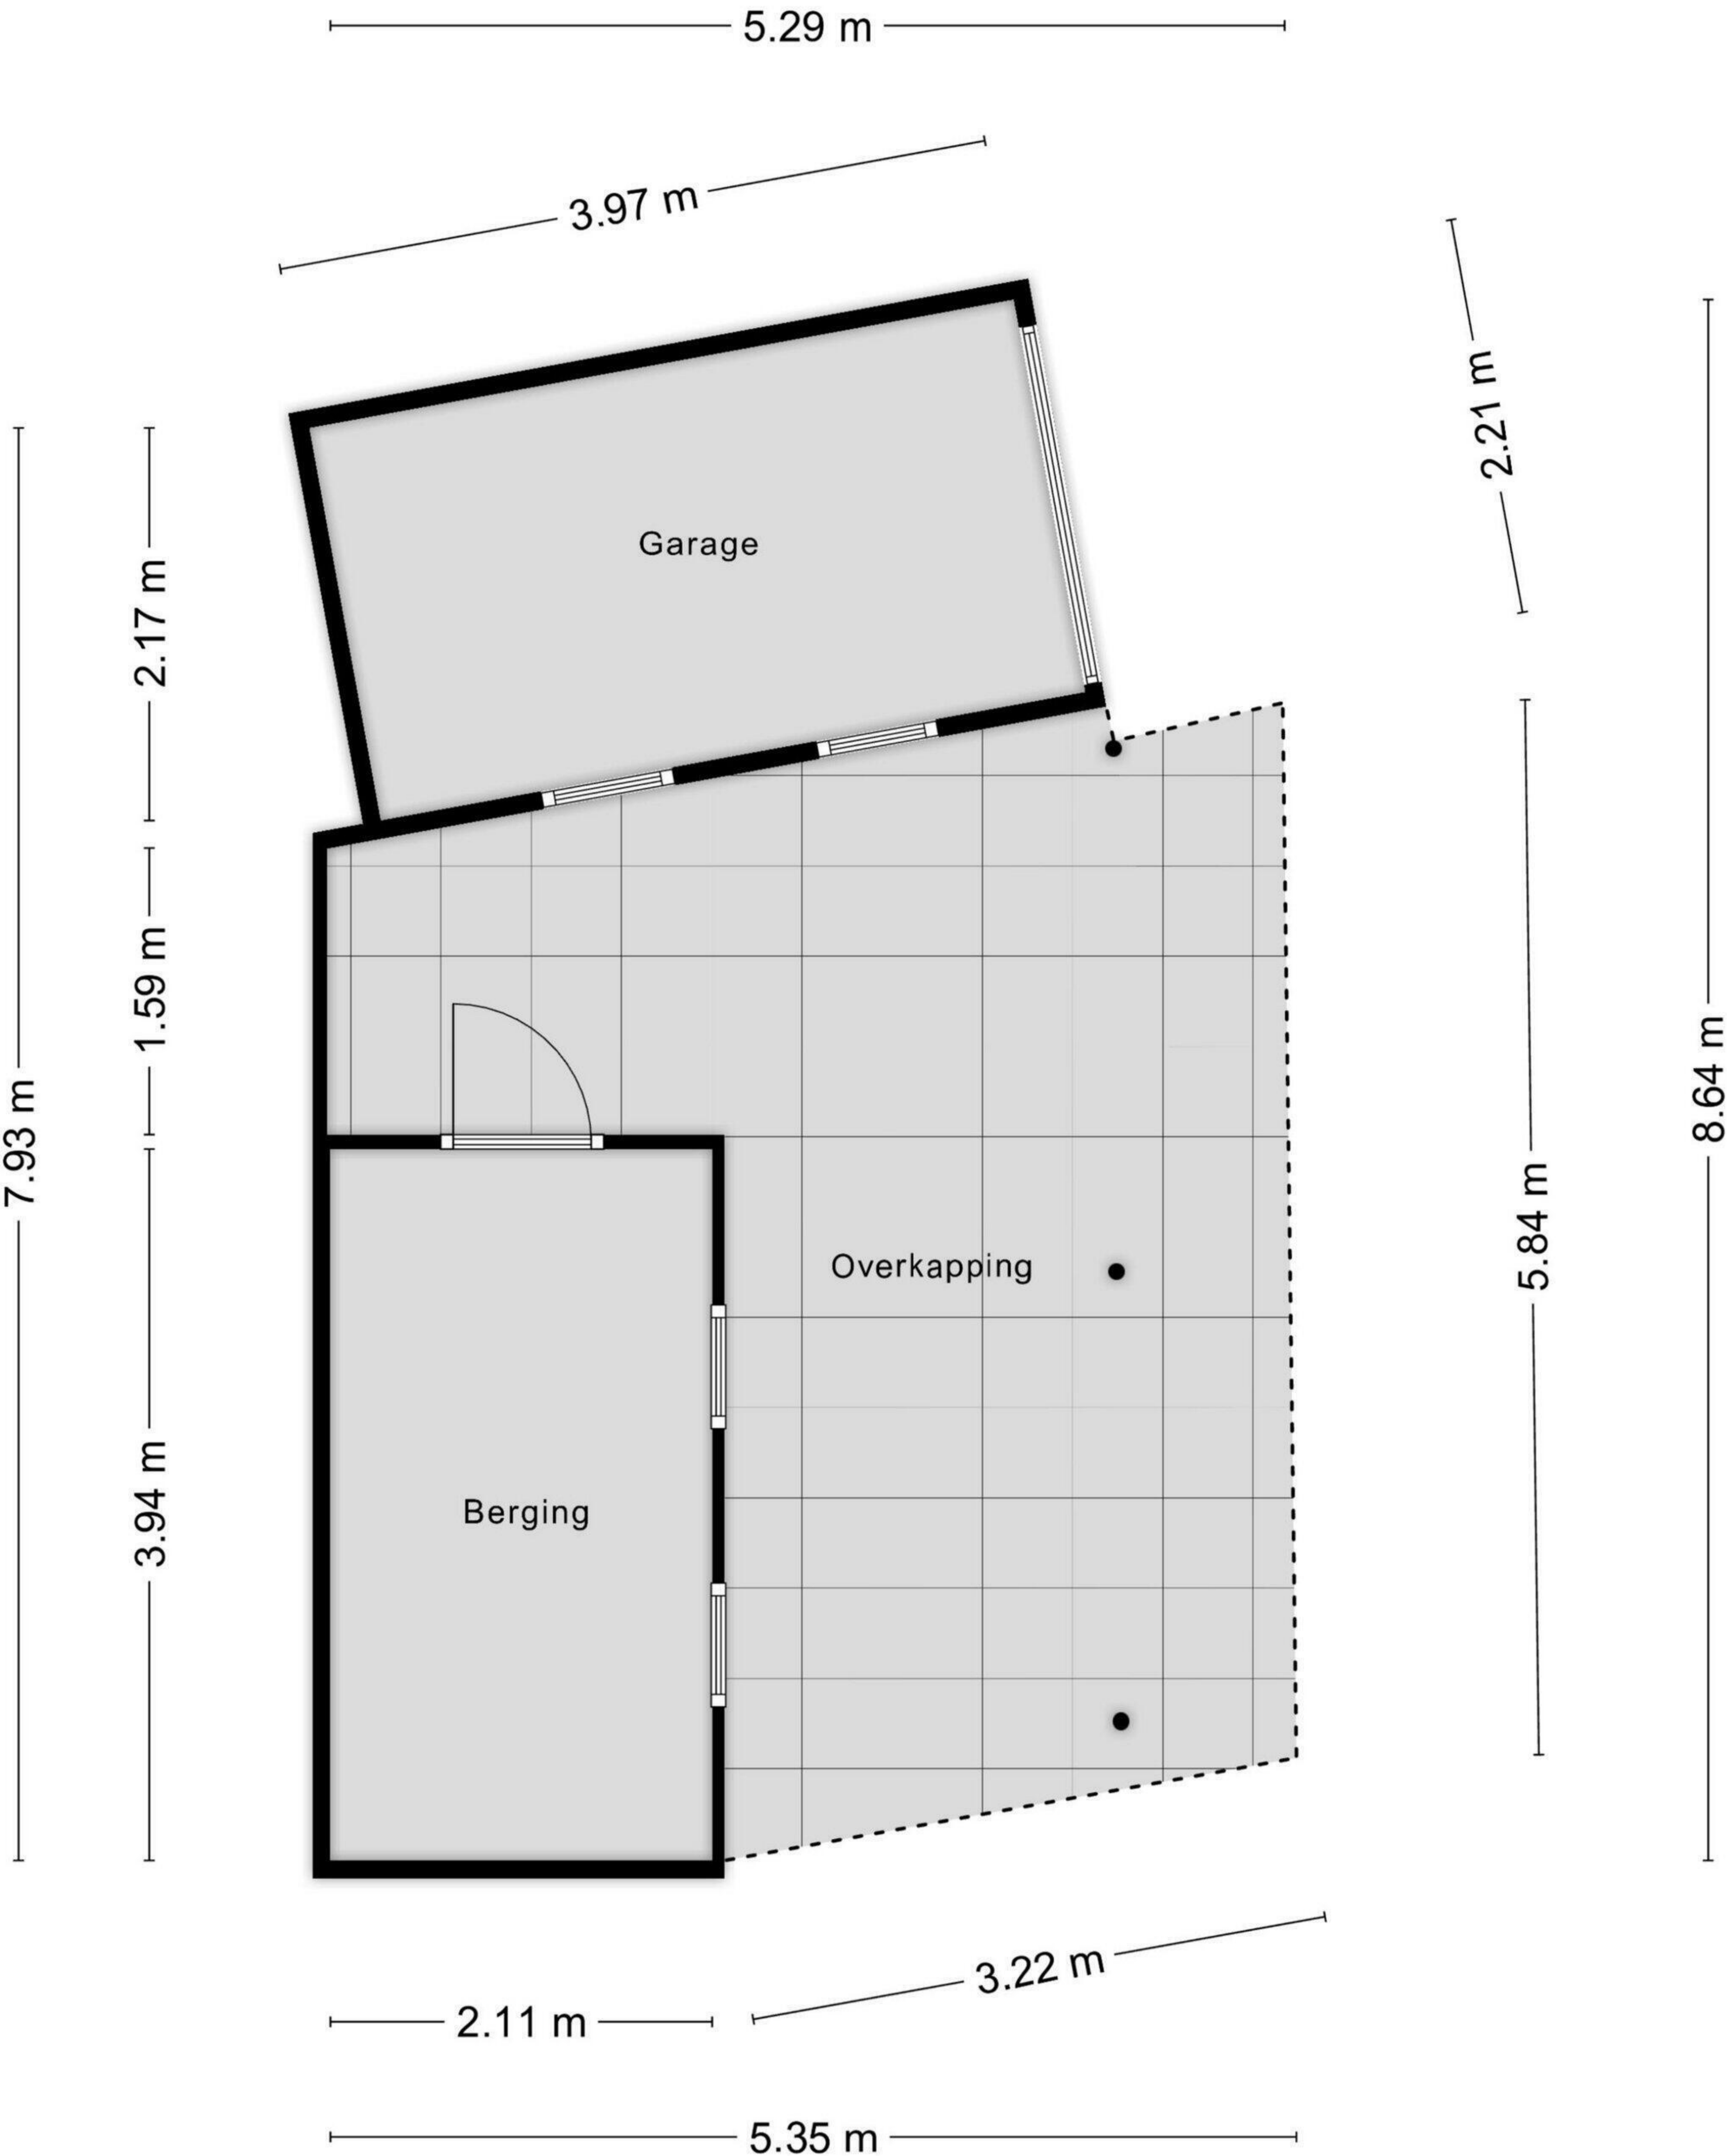 5.29 m
3.97 m
2.21 m
Garage
2.17 m
1.59 m
7.93 m
8.64 m
5.84 m
Overkapping
3.94 m
Berging
3.22 m
2.11 m
5.35 m